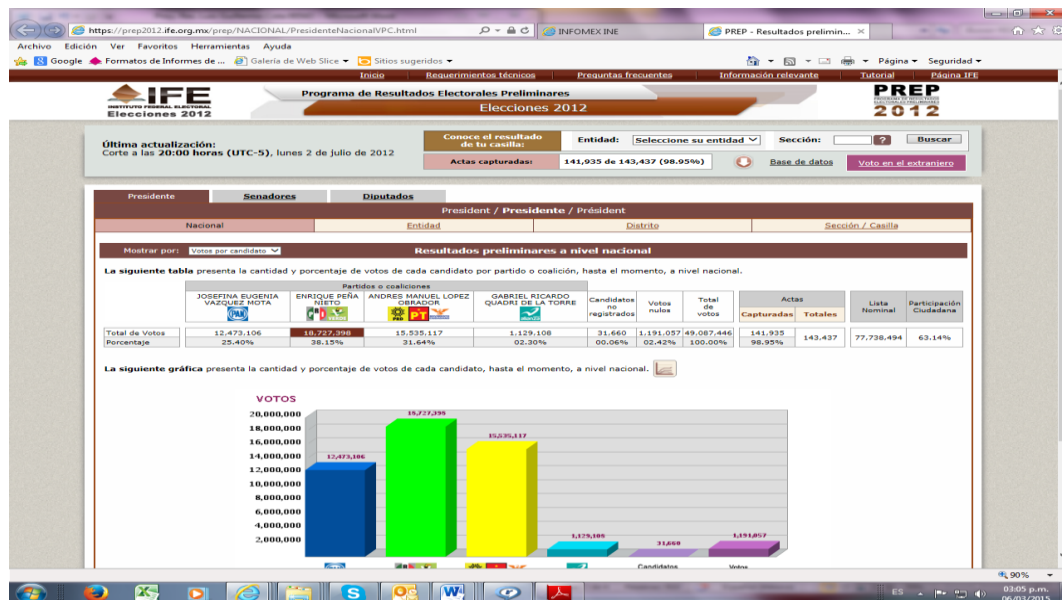 https://prep2012.ife.org.mx/prep/NACIONAL/PresidenteNacionalVPC.html
INFOMEX INE
PREP - Resultados prelimin...
Archivo Edición Ver Favoritos Herramientas Ayuda
Google Formatos de Informes de ... Galería de Web Slice Sitios sugeridos Página Seguridad
Inicio Requerimientos técnicos Preguntas frecuentes Información relevante Tutorial Página IFE
IFE
INSTITUTO FEDERAL ELECTORAL
Elecciones 2012
Programa de Resultados Electorales Preliminares
Elecciones 2012
PREP
2012
Última actualización:
Corte a las 20:00 horas (UTC-5), lunes 2 de julio de 2012
Conoce el resultado de tu casilla:
Entidad: Seleccione su entidad Sección: ? Buscar
Actas capturadas: 141,935 de 143,437 (98.95%) Base de datos Voto en el extranjero
Presidente Senadores Diputados
President / Presidente / Président
Nacional Entidad Distrito Sección / Casilla
Mostrar por: Votos por candidato Resultados preliminares a nivel nacional
La siguiente tabla presenta la cantidad y porcentaje de votos de cada candidato por partido o coalición, hasta el momento, a nivel nacional.
Partidos o coaliciones
JOSEFINA EUGENIA VAZQUEZ MOTA
PAN
ENRIQUE PEÑA NIETO
VERDE
ANDRES MANUEL LOPEZ OBRADOR
PRD PT
GABRIEL RICARDO QUADRI DE LA TORRE
Candidatos no registrados
Votos nulos
Total de votos
Actas
Capturadas Totales
Lista Nominal
Participación Ciudadana
Total de Votos 12,473,106 18,727,398 15,535,117 1,129,108 31,660 1,191,057 49,087,446 141,935 143,437 77,738,494 63.14%
Porcentaje 25.40% 38.15% 31.64% 02.30% 00.06% 02.42% 100.00% 98.95%
La siguiente gráfica presenta la cantidad y porcentaje de votos de cada candidato, hasta el momento, a nivel nacional.
VOTOS
20,000,000
18,000,000
16,000,000
14,000,000
12,000,000
10,000,000
8,000,000
6,000,000
4,000,000
2,000,000
12,473,106
18,727,398
15,535,117
1,129,108
31,660
1,191,057
Candidatos
Votos
90%
ES
03:05 p.m.
06/03/2015